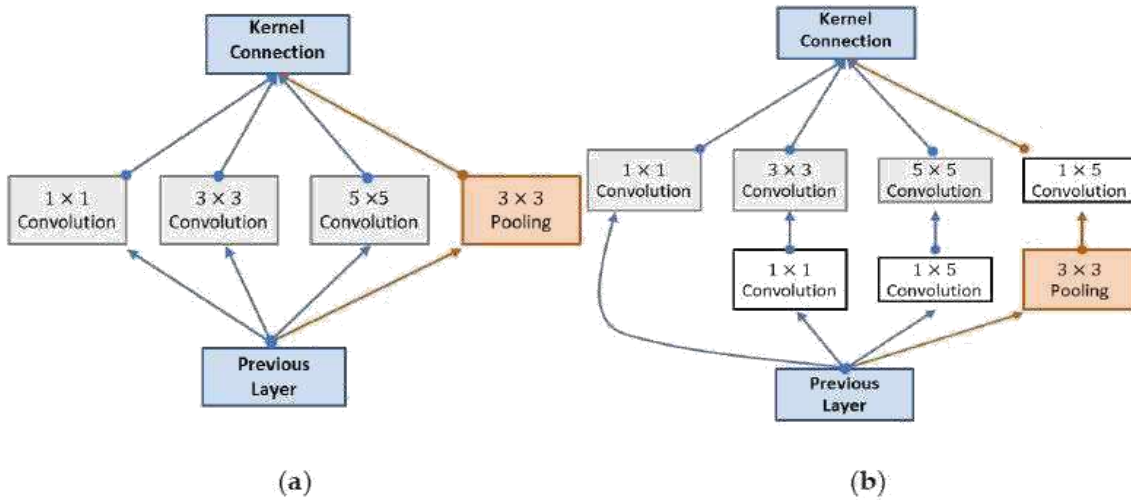 Kernel
Connection
1 × 1
Convolution
3 × 3
Convolution
5 ×5
Convolution
3 × 3
Pooling
Previous
Layer
(a)
Kernel
Connection
1 × 1
Convolution
3 × 3
Convolution
5 × 5
Convolution
1 × 5
Convolution
1 × 1
Convolution
1 × 5
Convolution
3 × 3
Pooling
Previous
Layer
(b)